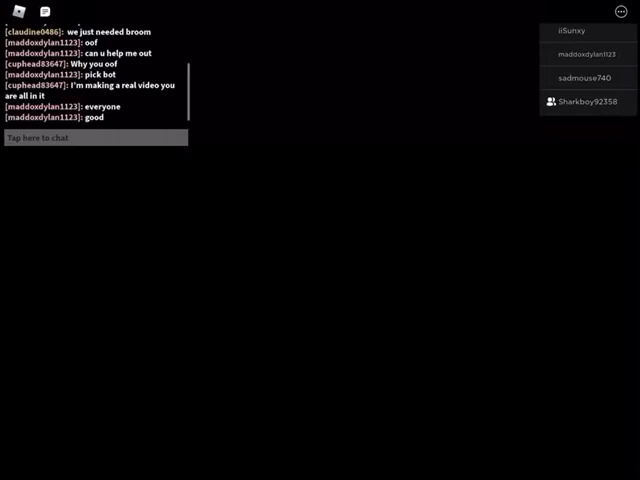 [claudine0486]: we just needed broom
[maddoxdylan1123]: oof
[maddoxdylan1123]: can u help me out
[cuphead83647]: Why you oof
[maddoxdylan1123]: pick bot
[cuphead83647]: I'm making a real video you
are all in it
[maddoxdylan1123]: everyone
[maddoxdylan1123]: good
Tap here to chat
iiSunxy
maddoxdylan1123
sadmouse740
Sharkboy92358